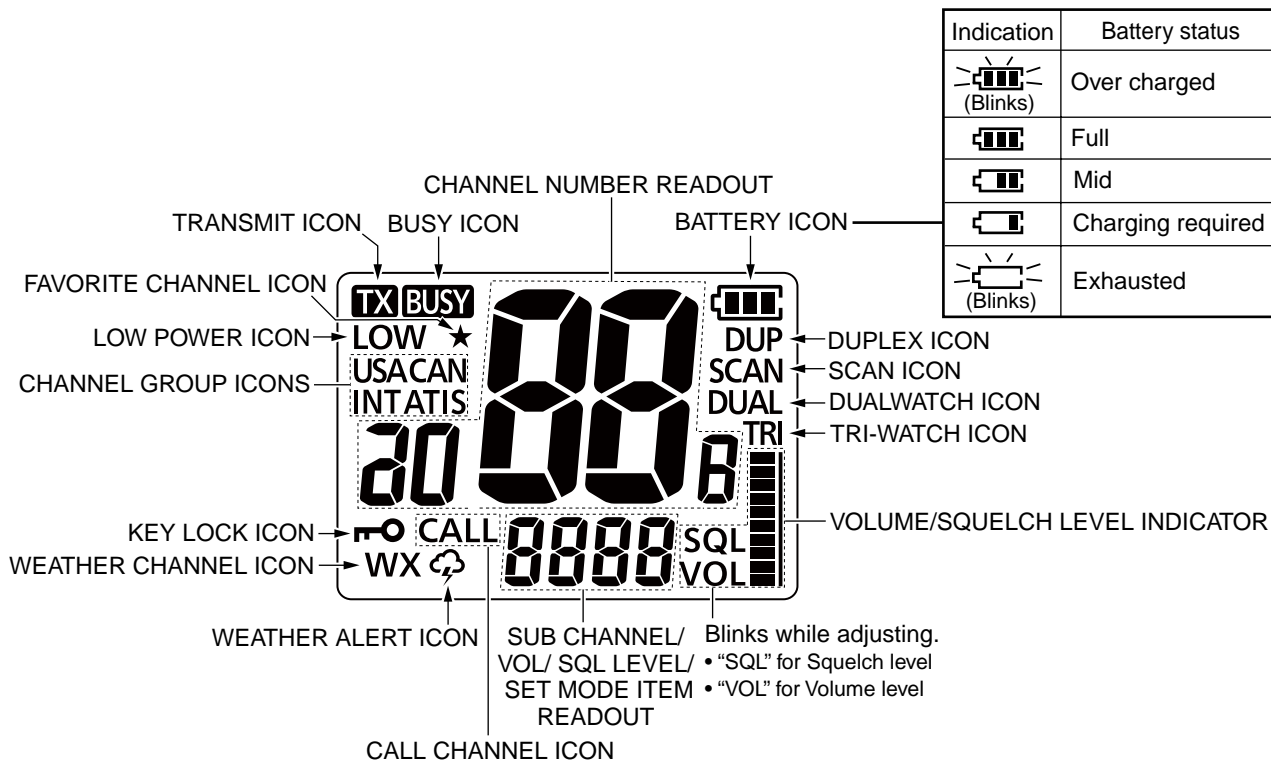 Indication Battery status
(Blinks) Over charged
Full
Mid
Charging required
(Blinks) Exhausted
CHANNEL NUMBER READOUT
TRANSMIT ICON BUSY ICON BATTERY ICON
FAVORITE CHANNEL ICON
TX BUSY
LOW POWER ICON LOW ★ DUP DUPLEX ICON
CHANNEL GROUP ICONS USA CAN SCAN SCAN ICON
INT ATIS DUAL DUALWATCH ICON
TRI TRI-WATCH ICON
20 88 8
KEY LOCK ICON CALL 8888 SQL VOLUME/SQUELCH LEVEL INDICATOR
WEATHER CHANNEL ICON WX VOL
WEATHER ALERT ICON
SUB CHANNEL/
VOL/ SQL LEVEL/
SET MODE ITEM
READOUT
Blinks while adjusting.
• “SQL” for Squelch level
• “VOL” for Volume level
CALL CHANNEL ICON